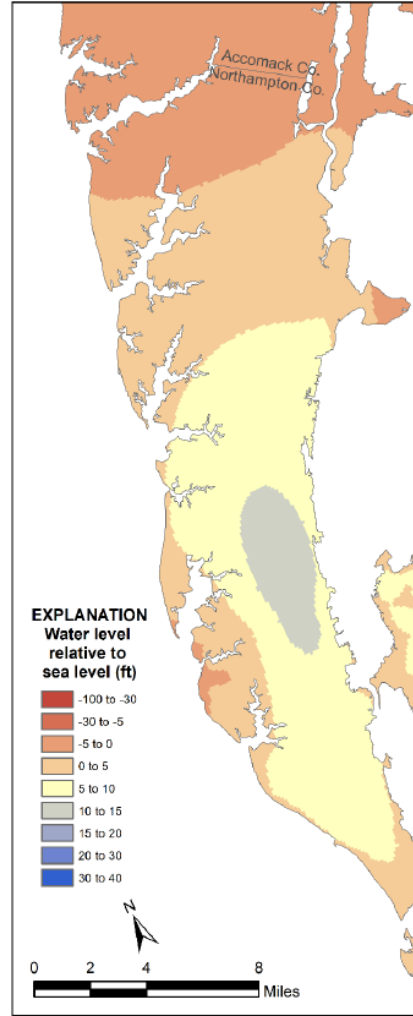 Accomack Co.
Northampton Co.
EXPLANATION
Water level
relative to
sea level (ft)
-100 to -30
-30 to -5
-5 to 0
0 to 5
5 to 10
10 to 15
15 to 20
20 to 30
30 to 40
N
0 2 4 8
Miles